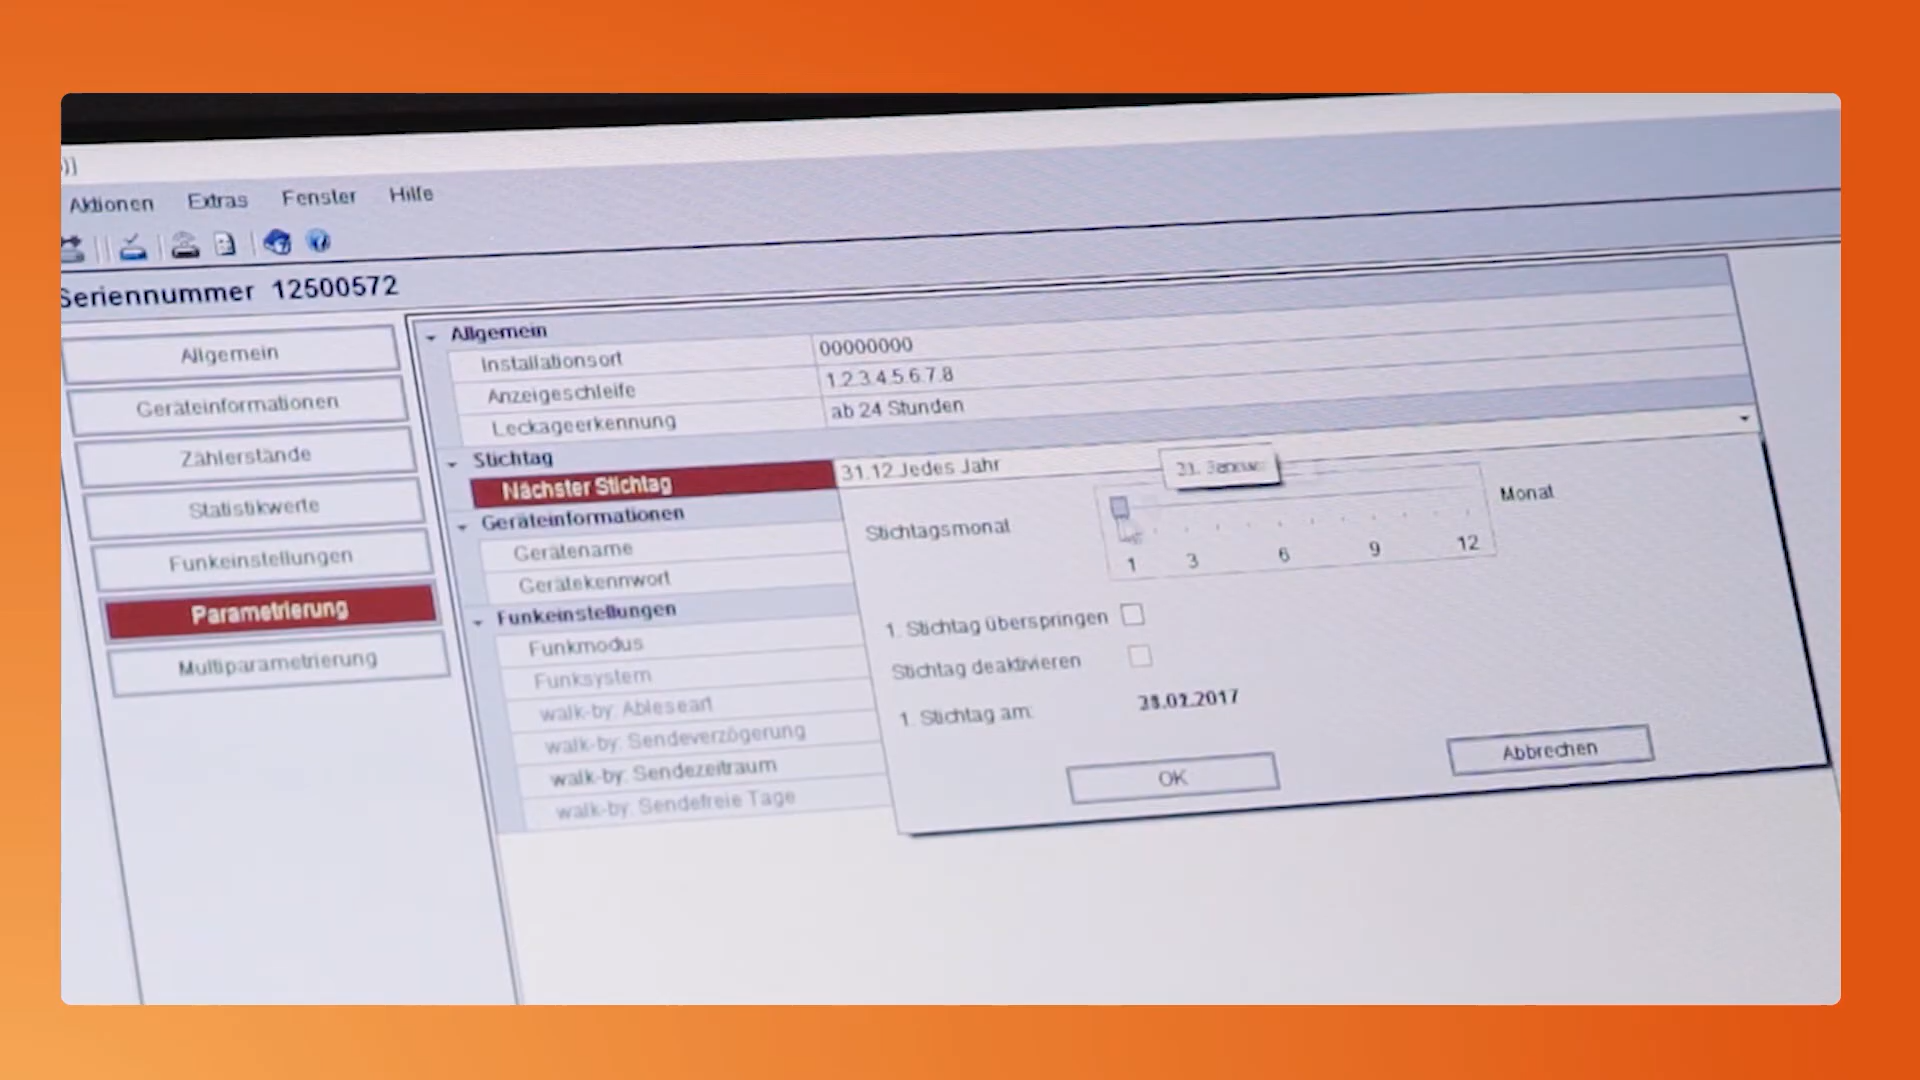 )]
Aktionen Extras Fenster Hilfe
Seriennummer 12500572
Allgemein
Geräteinformationen
Zählerstände
Statistikwerte
Funkeinstellungen
Parametrierung
Multiparametrierung
Allgemein
Installationsort 00000000
Anzeigeschleife 1.2.3.4.5.6.7.8
Leckageerkennung ab 24 Stunden
Stichtag
Nächster Stichtag 31.12.Jedes Jahr
Geräteinformationen
Gerätename
Gerätekennwort
Funkeinstellungen
Funkmodus
Funksystem
walk-by: Ableseart
walk-by: Sendeverzögerung
walk-by: Sendezeitraum
walk-by: Sendefreie Tage
Stichtagsmonat
Januar
1 3 6 9 12
Monat
1. Stichtag überspringen
Stichtag deaktivieren
1. Stichtag am:
OK
Abbrechen